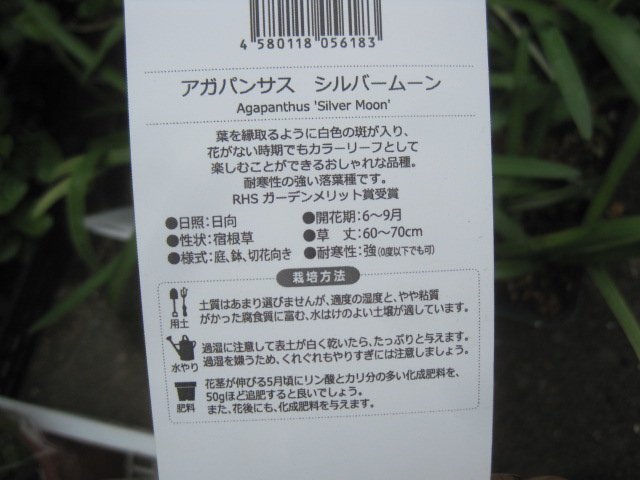 4 580118 056183
アガパンサス シルバームーン
Agapanthus 'Silver Moon'
葉を縁取るように白色の斑が入り、
花がない時期でもカラーリーフとして
楽しむことができるおしゃれな品種。
耐寒性の強い落葉種です。
RHS ガーデンメリット賞受賞
●日照:日向 ●開花期:6〜9月
●性状:宿根草 ●草 丈:60〜70cm
●様式:庭、鉢、切花向き ●耐寒性:強(0度以下でも可)
栽培方法
土質はあまり選びませんが、適度の湿度と、やや粘質
がかった腐食質に富む、水はけのよい土壌が適しています。
用土
過湿に注意して表土が白く乾いたら、たっぷりと与えます。
過湿を嫌うため、くれぐれもやりすぎには注意しましょう。
水やり
花茎が伸びる5月頃にリン酸とカリ分の多い化成肥料を、
50gほど追肥すると良いでしょう。
また、花後にも、化成肥料を与えます。
肥料